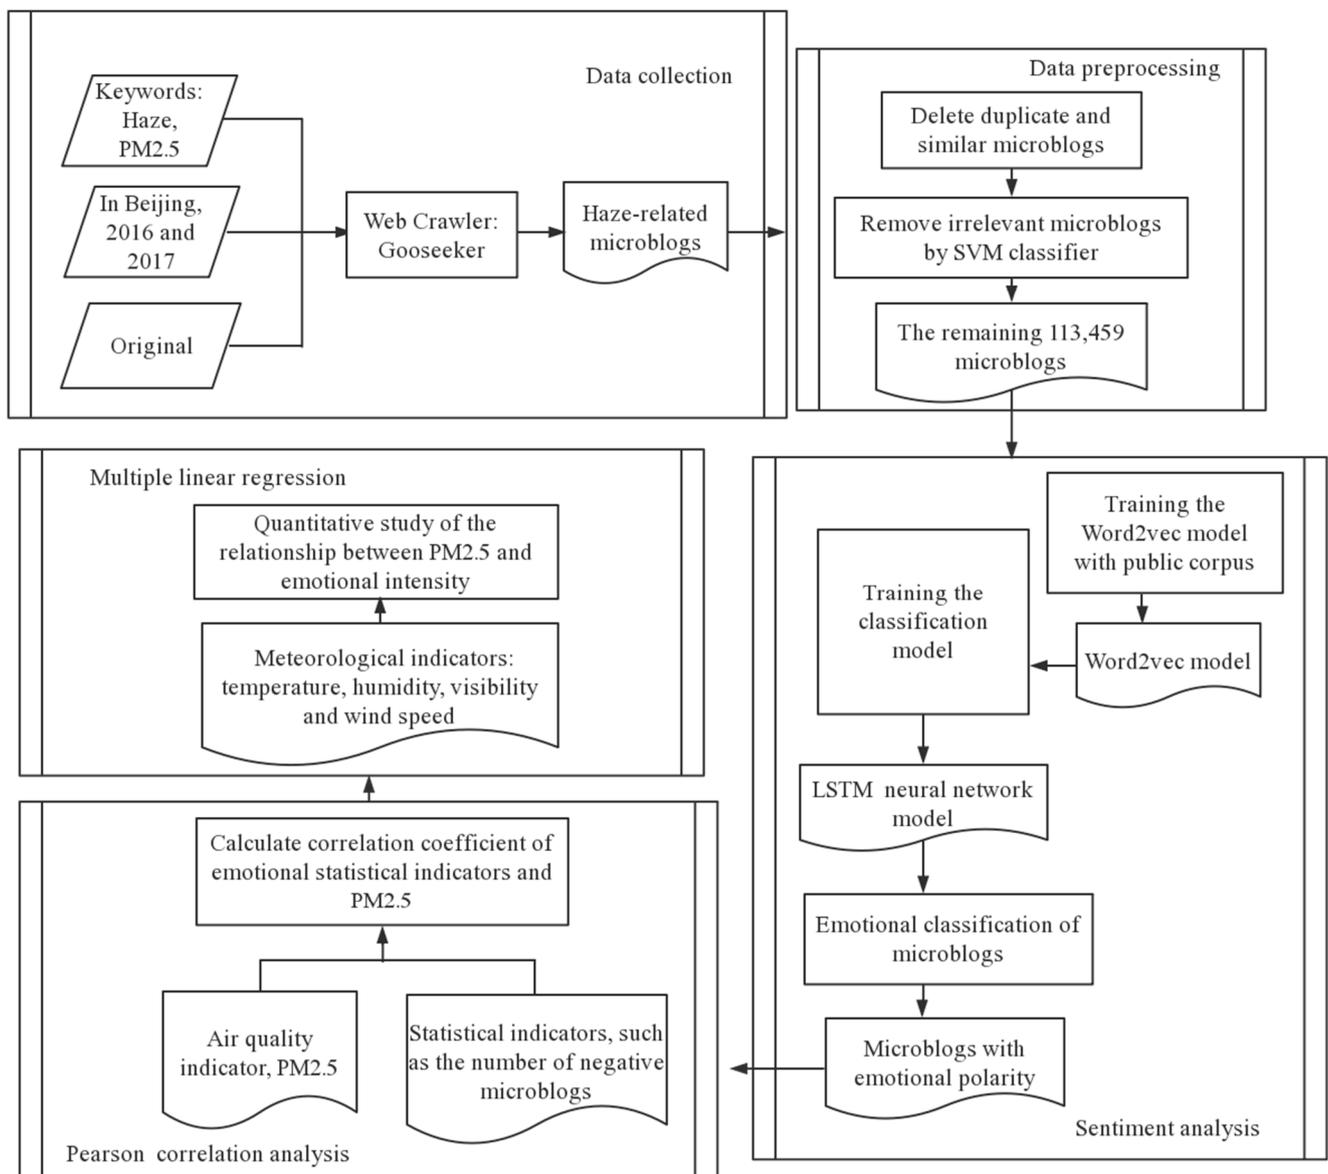 Data collection
Keywords:
Haze,
PM2.5
In Beijing,
2016 and
2017
Original
Web Crawler:
Gooseeker
Haze-related
microblogs
Data preprocessing
Delete duplicate and
similar microblogs
Remove irrelevant microblogs
by SVM classifier
The remaining 113,459
microblogs
Training the
Word2vec model
with public corpus
Word2vec model
Training the
classification
model
LSTM neural network
model
Emotional classification of
microblogs
Microblogs with
emotional polarity
Sentiment analysis
Multiple linear regression
Quantitative study of the
relationship between PM2.5 and
emotional intensity
Meteorological indicators:
temperature, humidity, visibility
and wind speed
Calculate correlation coefficient of
emotional statistical indicators and
PM2.5
Air quality
indicator, PM2.5
Statistical indicators, such
as the number of negative
microblogs
Pearson correlation analysis